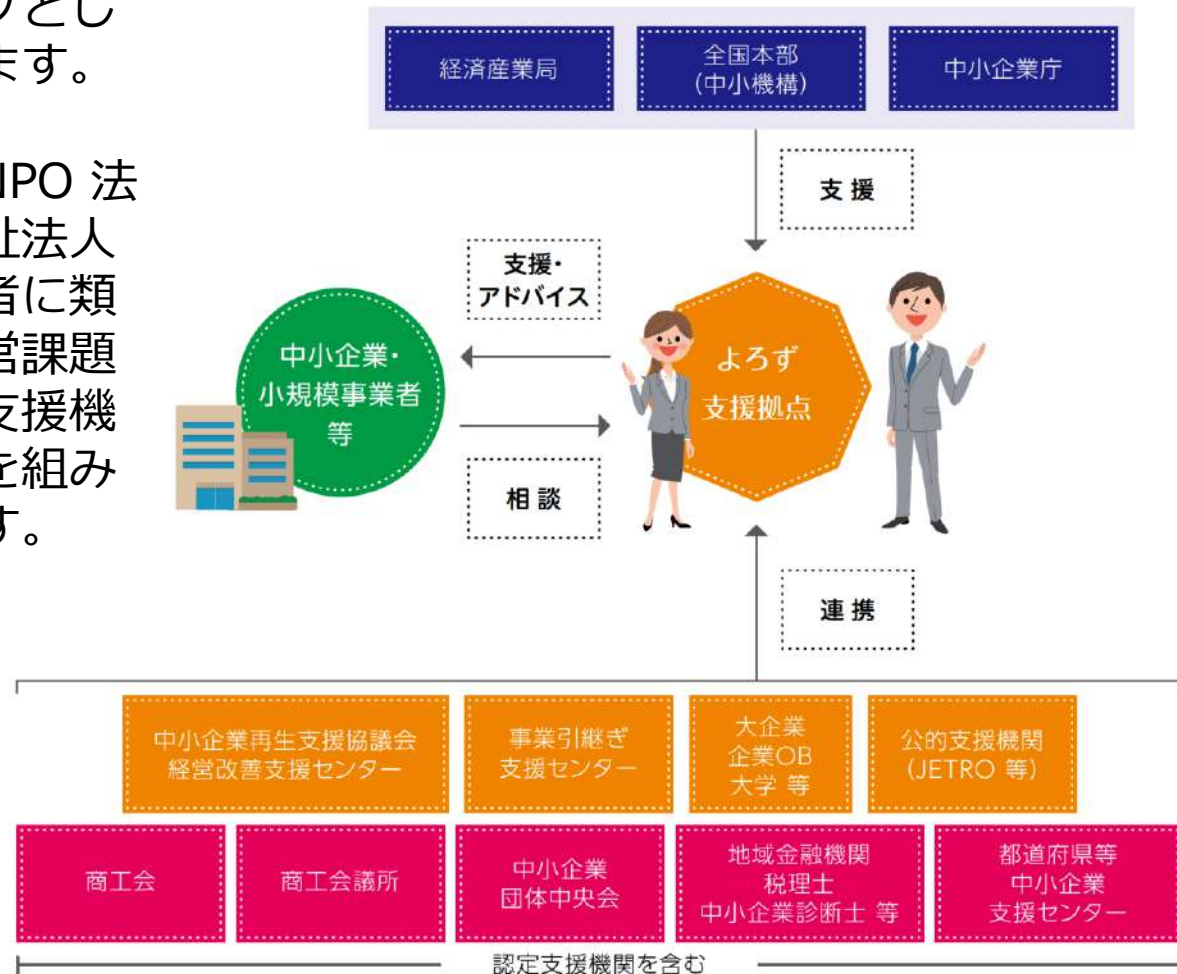 クとし
ます。
NPO 法
祉法人
者に類
営課題
支援機
を組み
す。
経済産業局
全国本部
(中小機構)
中小企業庁
支援
支援・
アドバイス
中小企業・
小規模事業者
等
よろず
支援拠点
相談
連携
中小企業再生支援協議会
経営改善支援センター
事業引継ぎ
支援センター
大企業
企業OB
大学 等
公的支援機関
(JETRO 等)
商工会
商工会議所
中小企業
団体中央会
地域金融機関
税理士
中小企業診断士 等
都道府県等
中小企業
支援センター
認定支援機関を含む